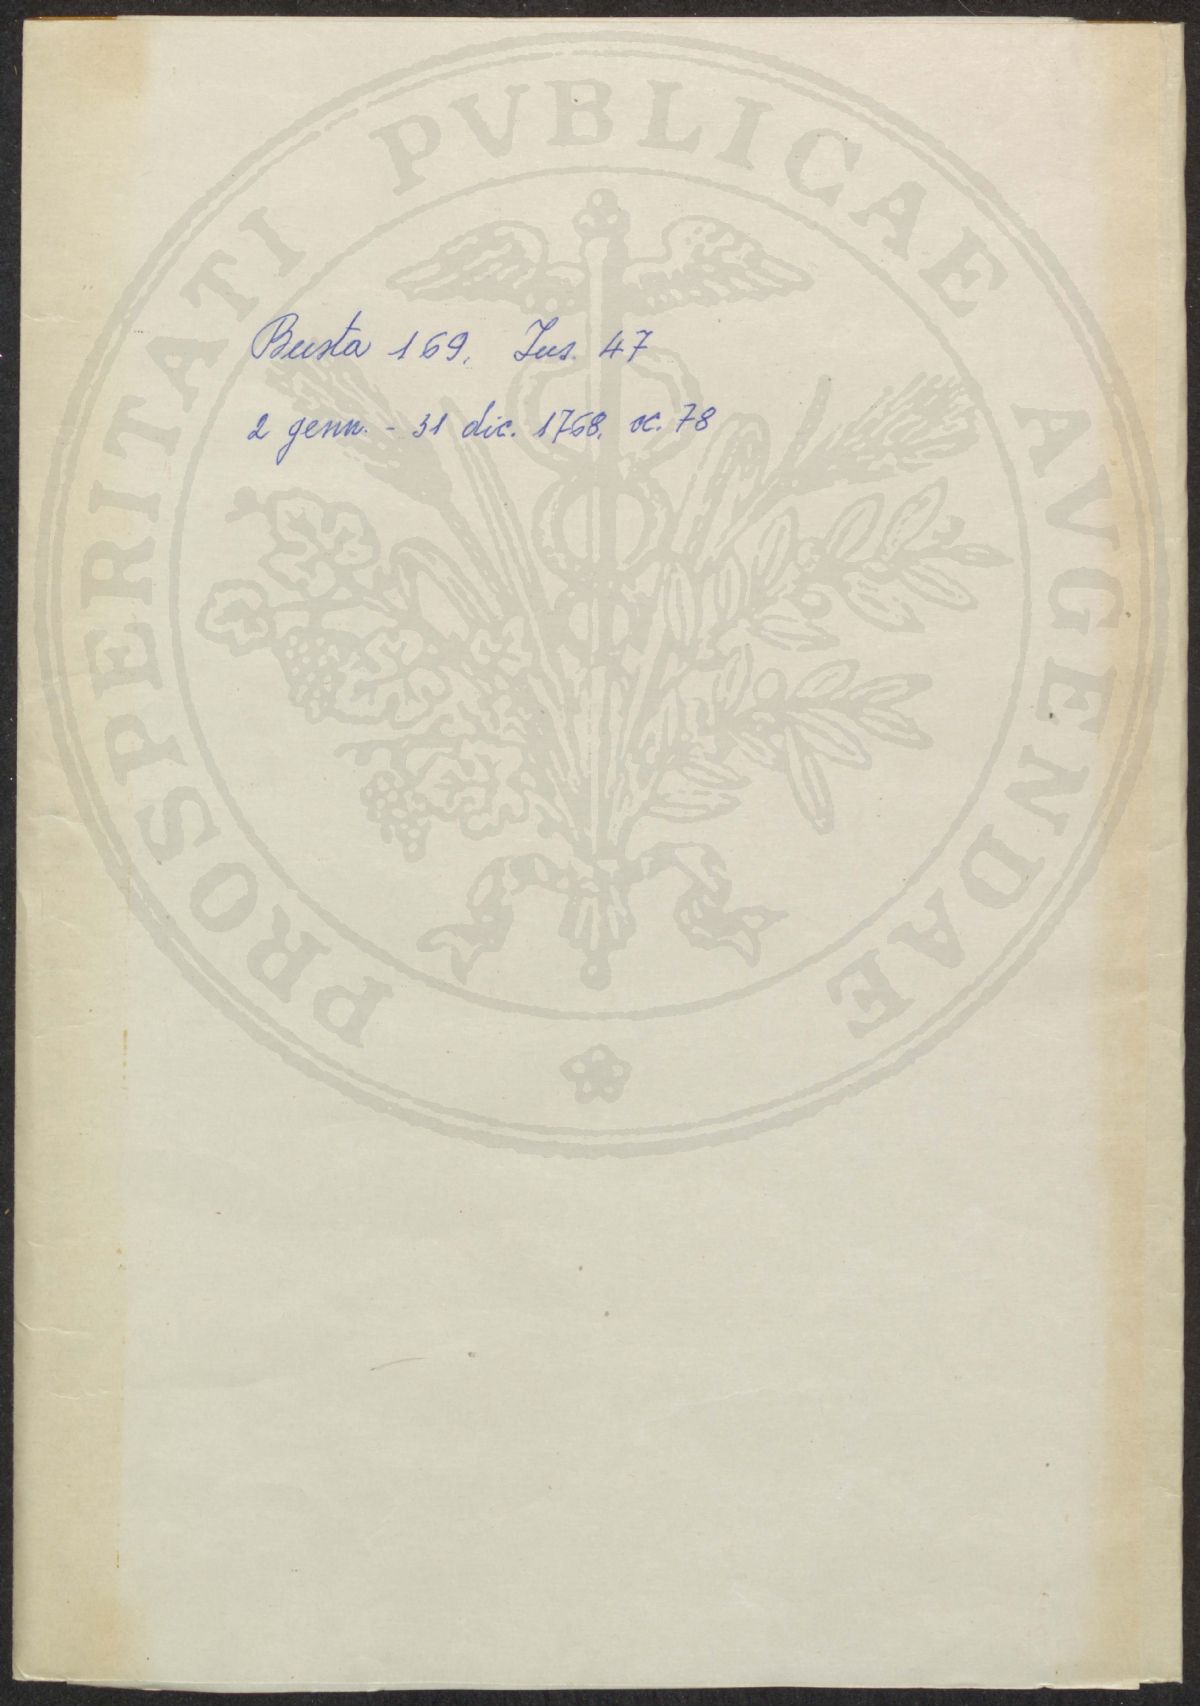 Busta 169, Ins. 47
2 genn. - 31 dic. 1768, cc. 78
PROSPERITATI PVBLICAE AVGENDAE